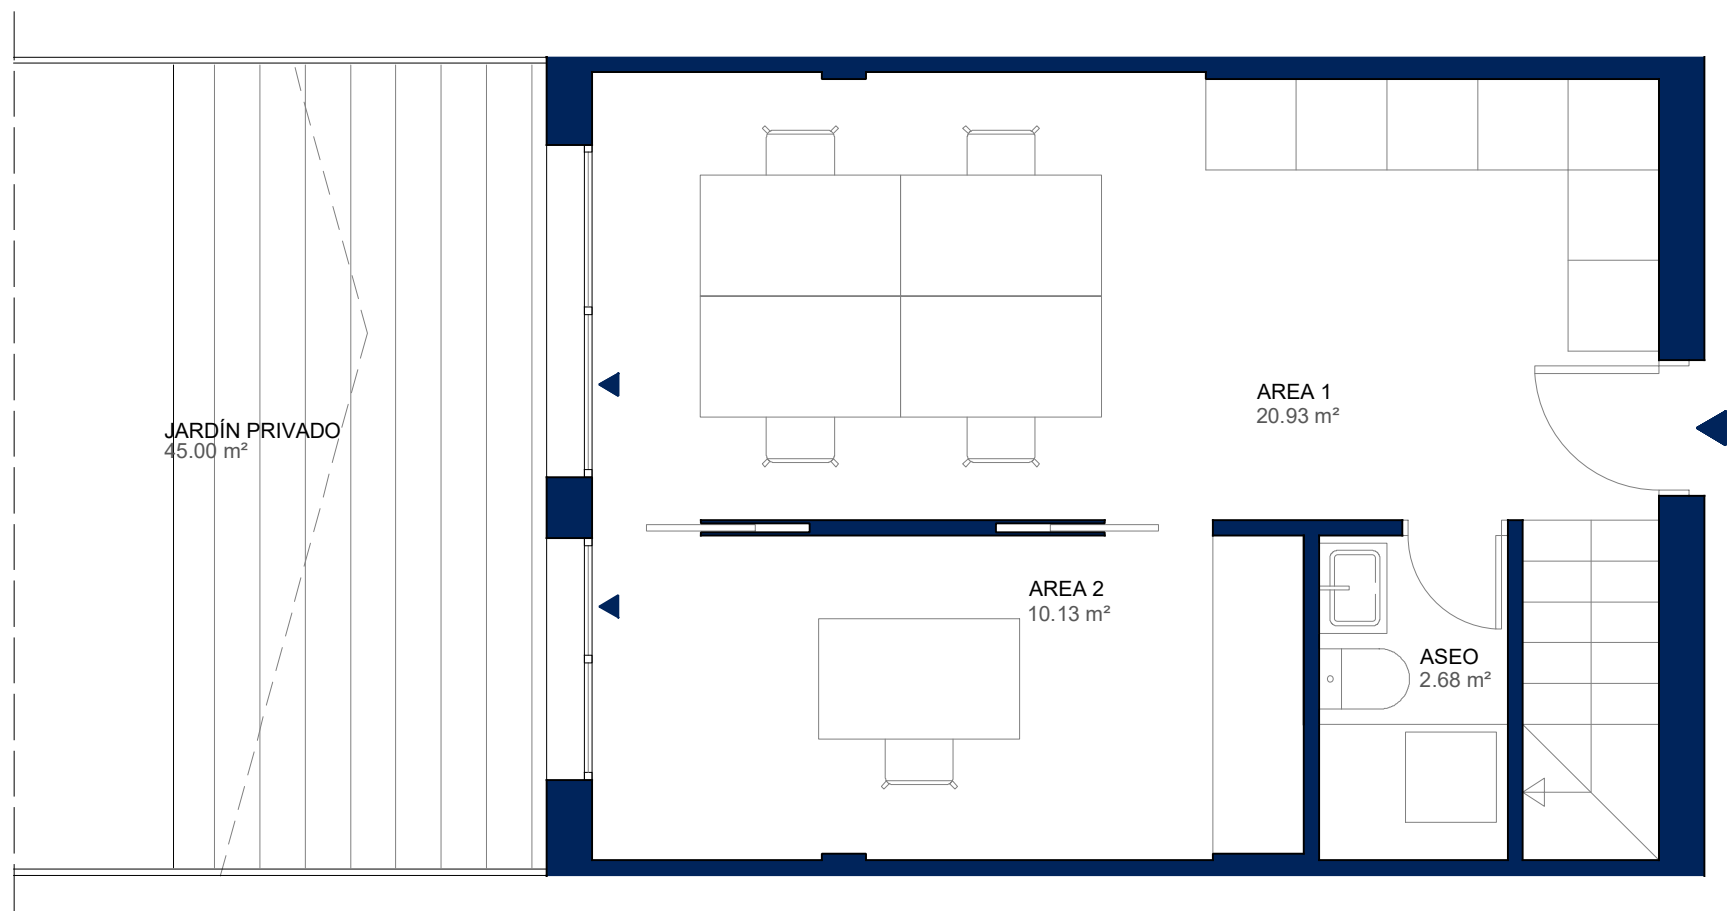 JARDÍN PRIVADO
45.00 m²
AREA 1
20.93 m²
AREA 2
10.13 m²
ASEO
2.68 m²